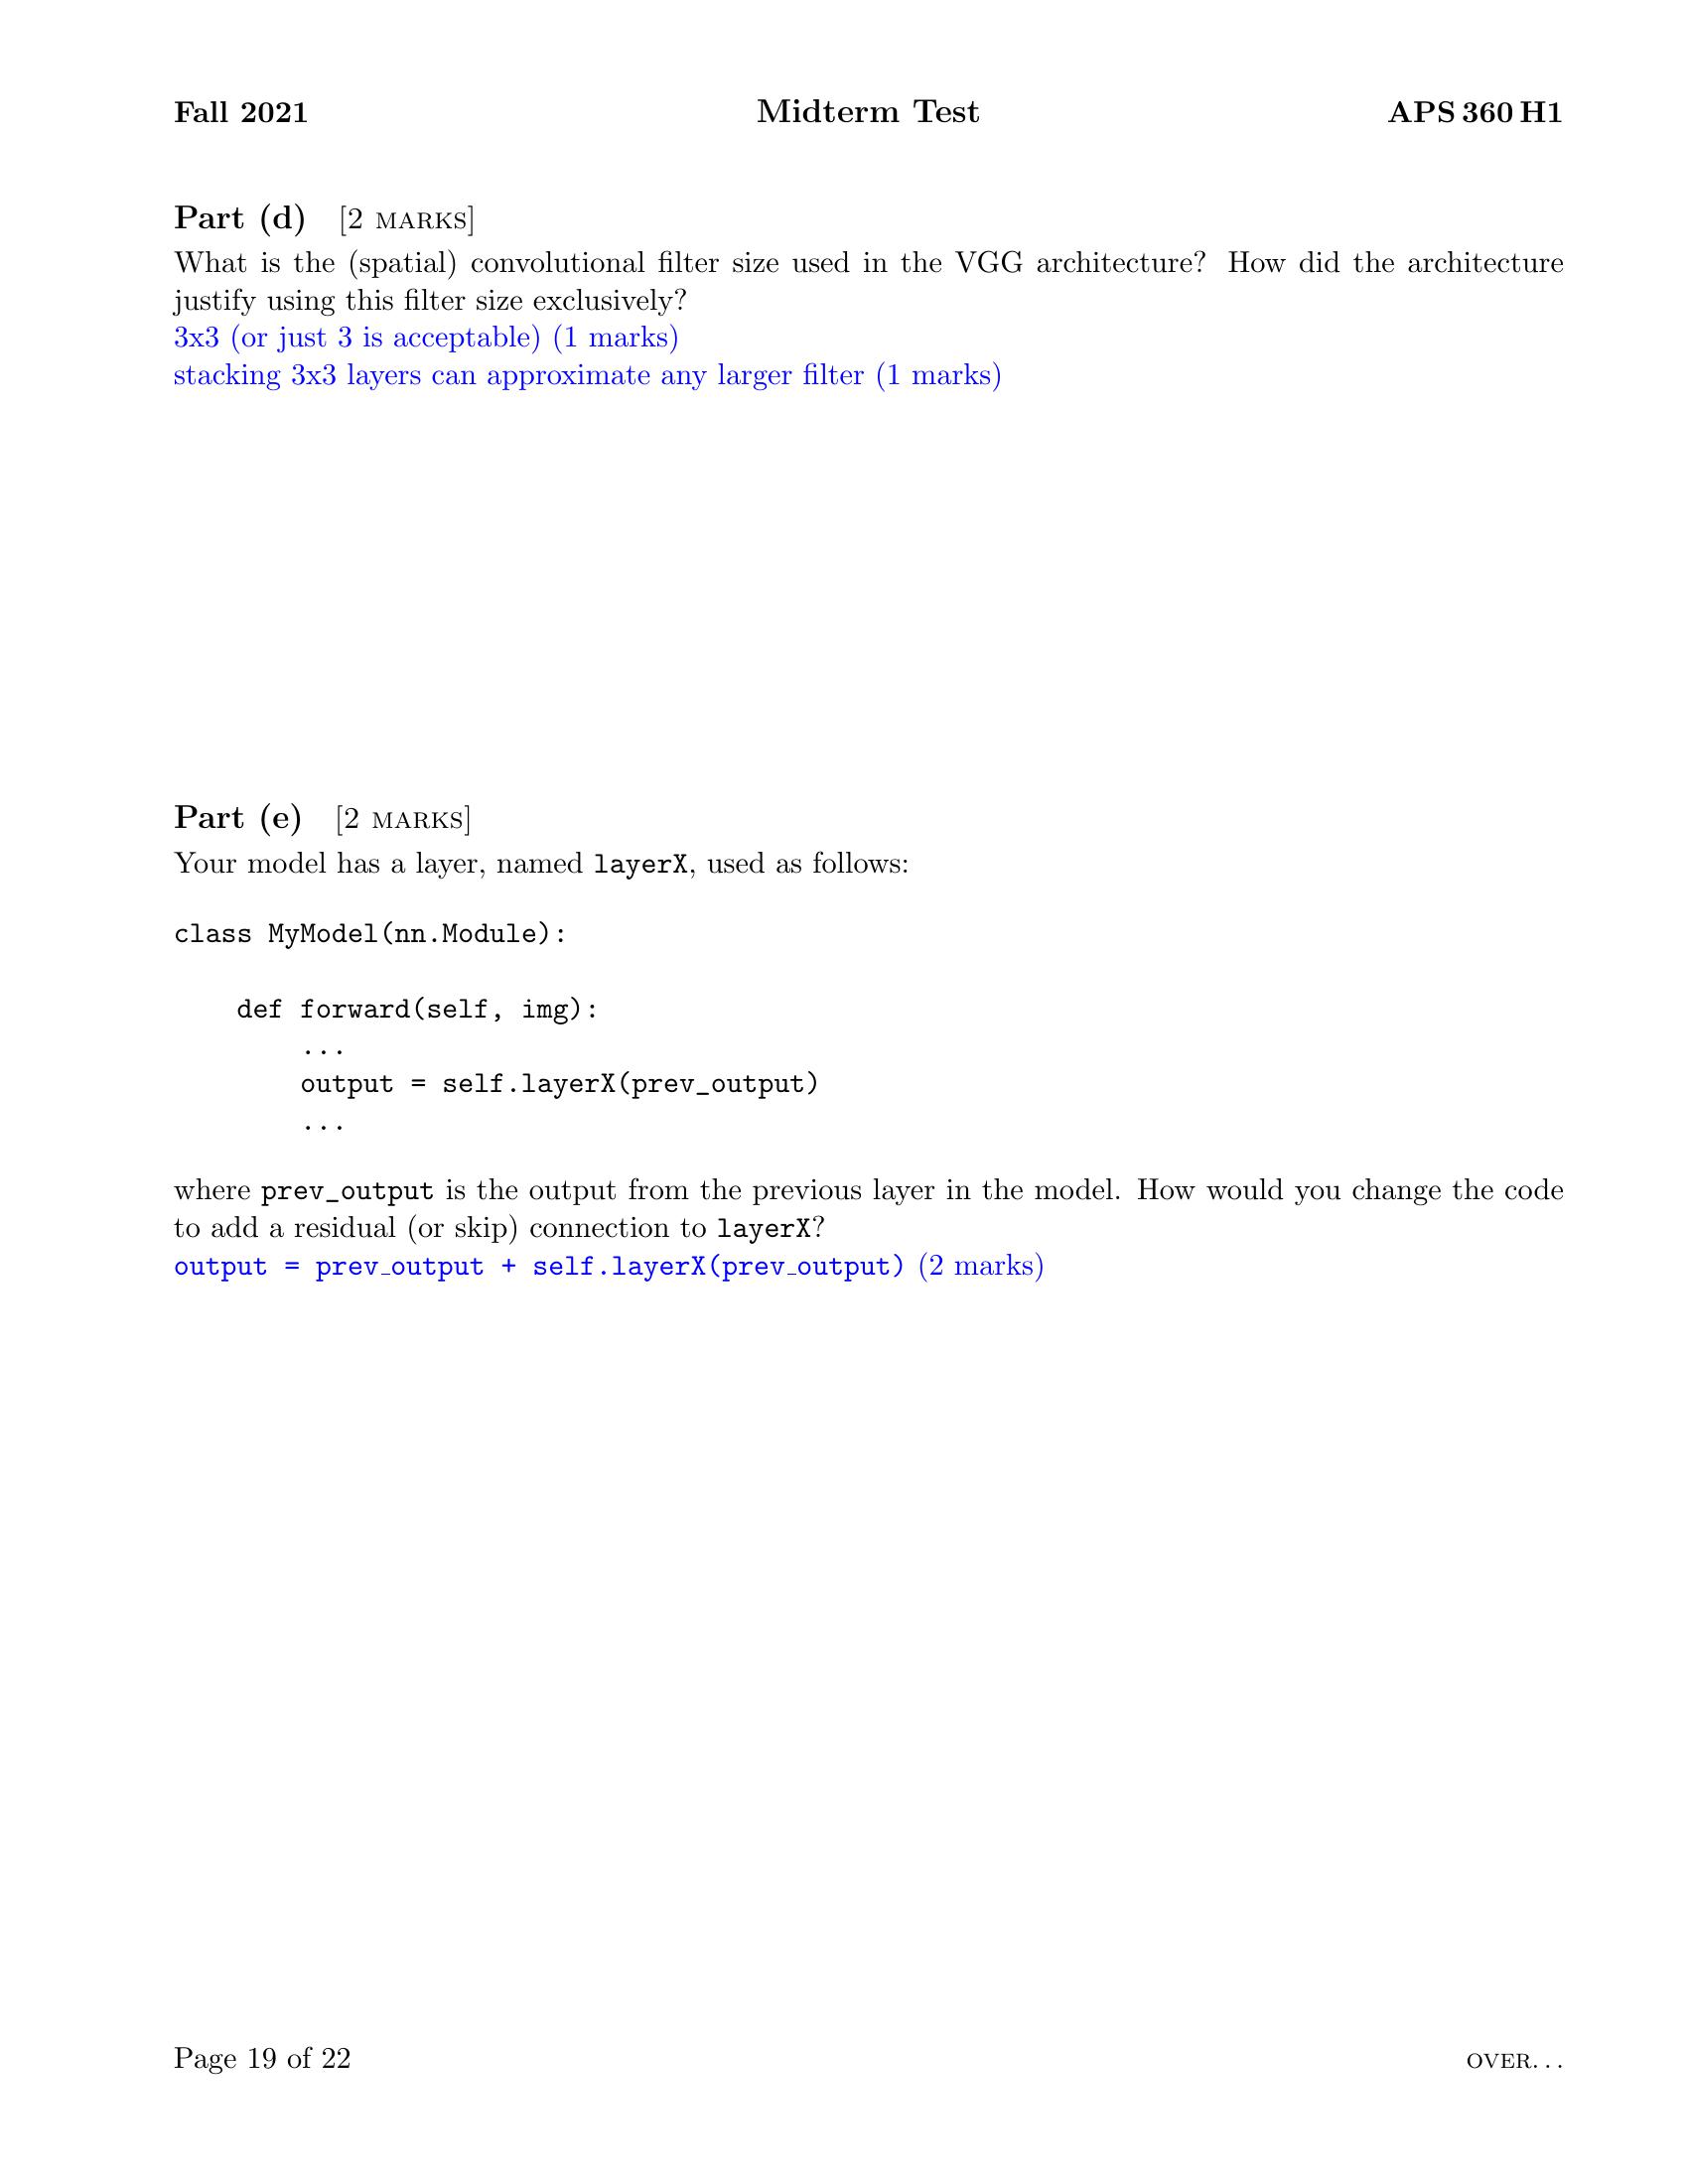 Fall 2021 Midterm Test APS 360 H1
Part (d) [2 MARKS]
What is the (spatial) convolutional filter size used in the VGG architecture? How did the architecture
justify using this filter size exclusively?
3x3 (or just 3 is acceptable) (1 marks)
stacking 3x3 layers can approximate any larger filter (1 marks)
Part (e) [2 MARKS]
Your model has a layer, named layerX, used as follows:
class MyModel(nn.Module):
def forward(self, img):
...
output = self.layerX(prev_output)
...
where prev_output is the output from the previous layer in the model. How would you change the code
to add a residual (or skip) connection to layerX?
output = prev_output + self.layerX(prev_output) (2 marks)
Page 19 of 22 OVER...